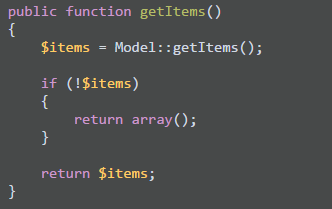 public function getItems()
{
    $items = Model::getItems();

    if (!$items)
    {
        return array();
    }

    return $items;
}